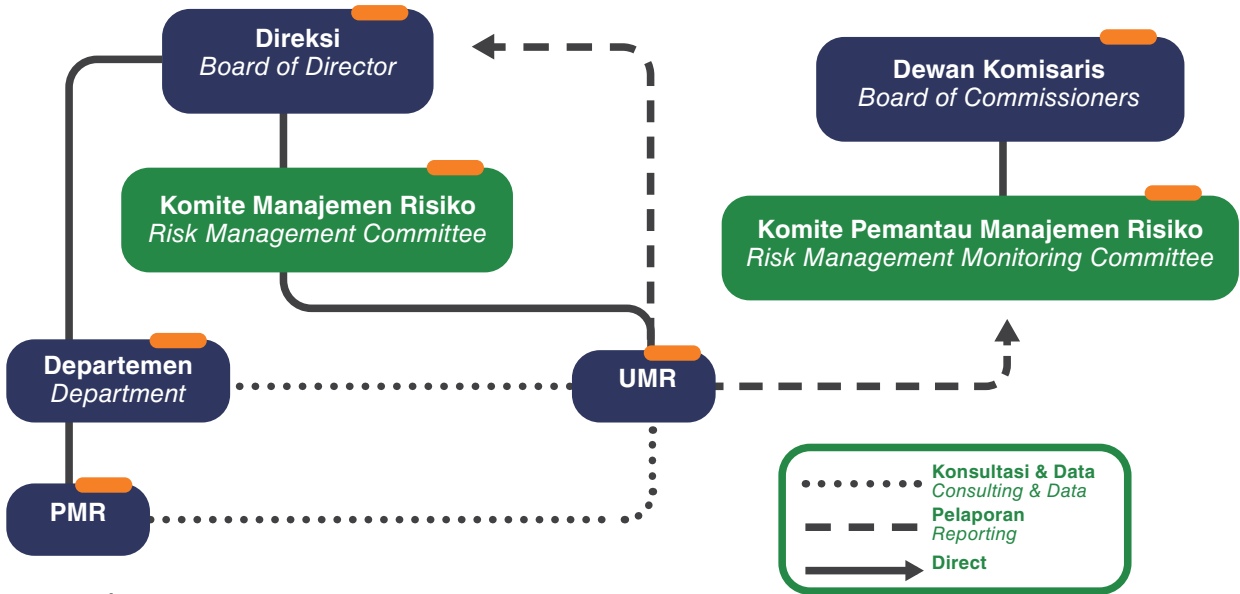 Direksi
Board of Director
Dewan Komisaris
Board of Commissioners
Komite Manajemen Risiko
Risk Management Committee
Komite Pemantau Manajemen Risiko
Risk Management Monitoring Committee
Departemen
Department
UMR
PMR
Konsultasi & Data
Consulting & Data
Pelaporan
Reporting
Direct